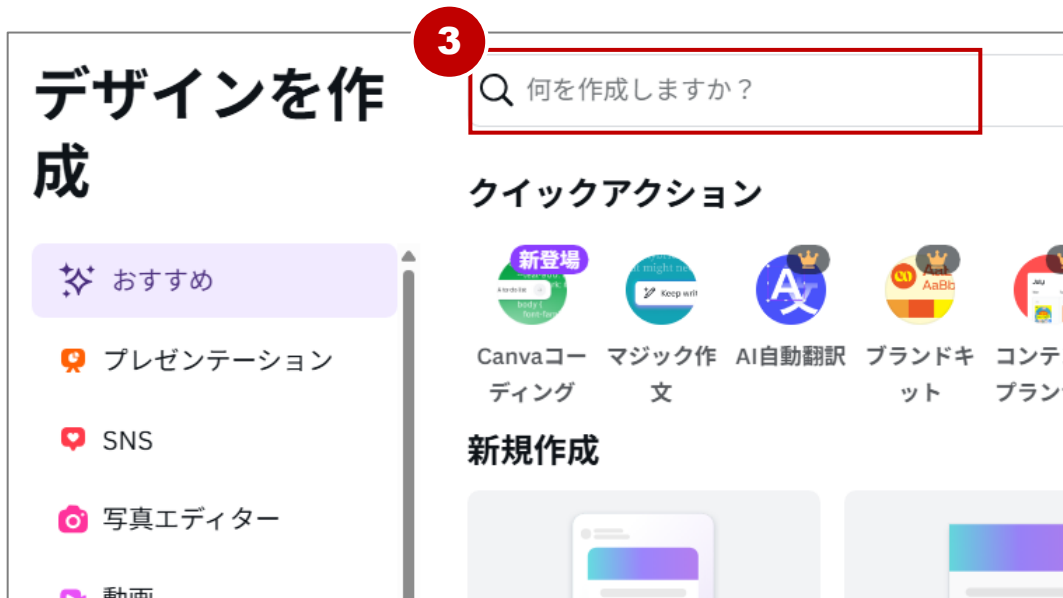 3
デザインを作
成
何を作成しますか？
おすすめ
プレゼンテーション
SNS
写真エディター
動画
クイックアクション
新登場
Keep writ
AaBb
Canvaコー
ディング
マジック作
文
AI自動翻訳
ブランドキ
ット
コンテ
プラン
新規作成